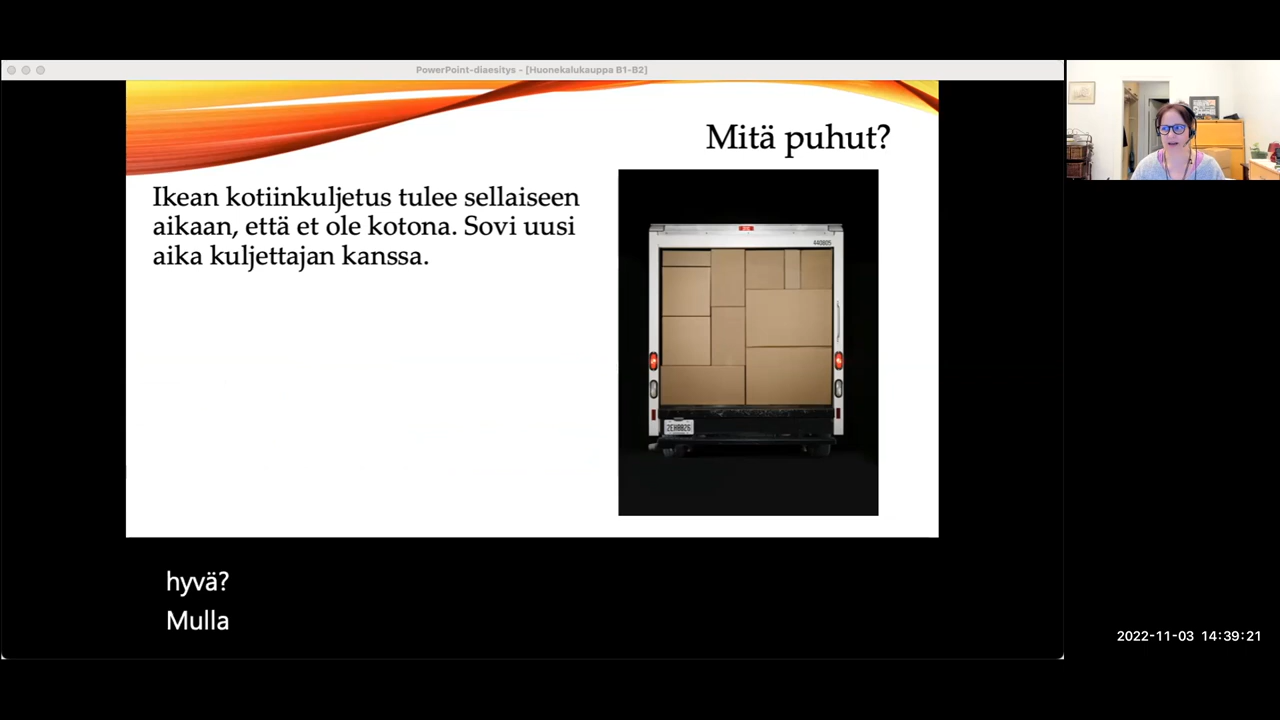 PowerPoint-diaesitys - [Huonekalukauppa B1-B2]
Mitä puhut?
Ikean kotiinkuljetus tulee sellaiseen
aikaan, että et ole kotona. Sovi uusi
aika kuljettajan kanssa.
440805
hyvä?
Mulla
2022-11-03 14:39:21